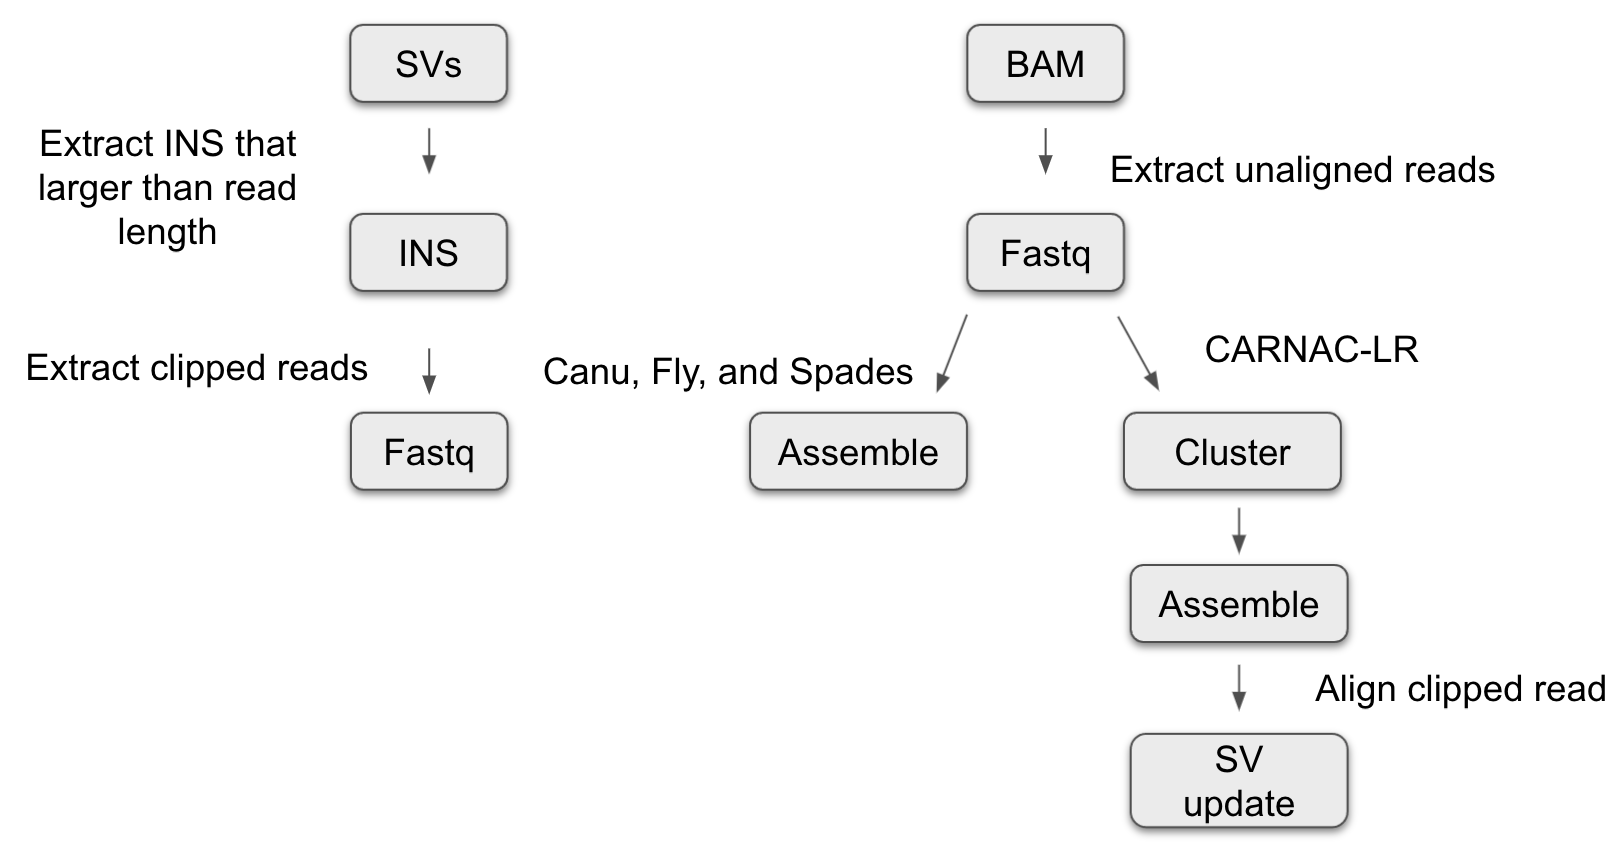 SVs
BAM
Extract INS that
larger than read
length
Extract unaligned reads
INS
Fastq
Extract clipped reads
Canu, Fly, and Spades
CARNAC-LR
Fastq
Assemble
Cluster
Assemble
Align clipped read
SV
update